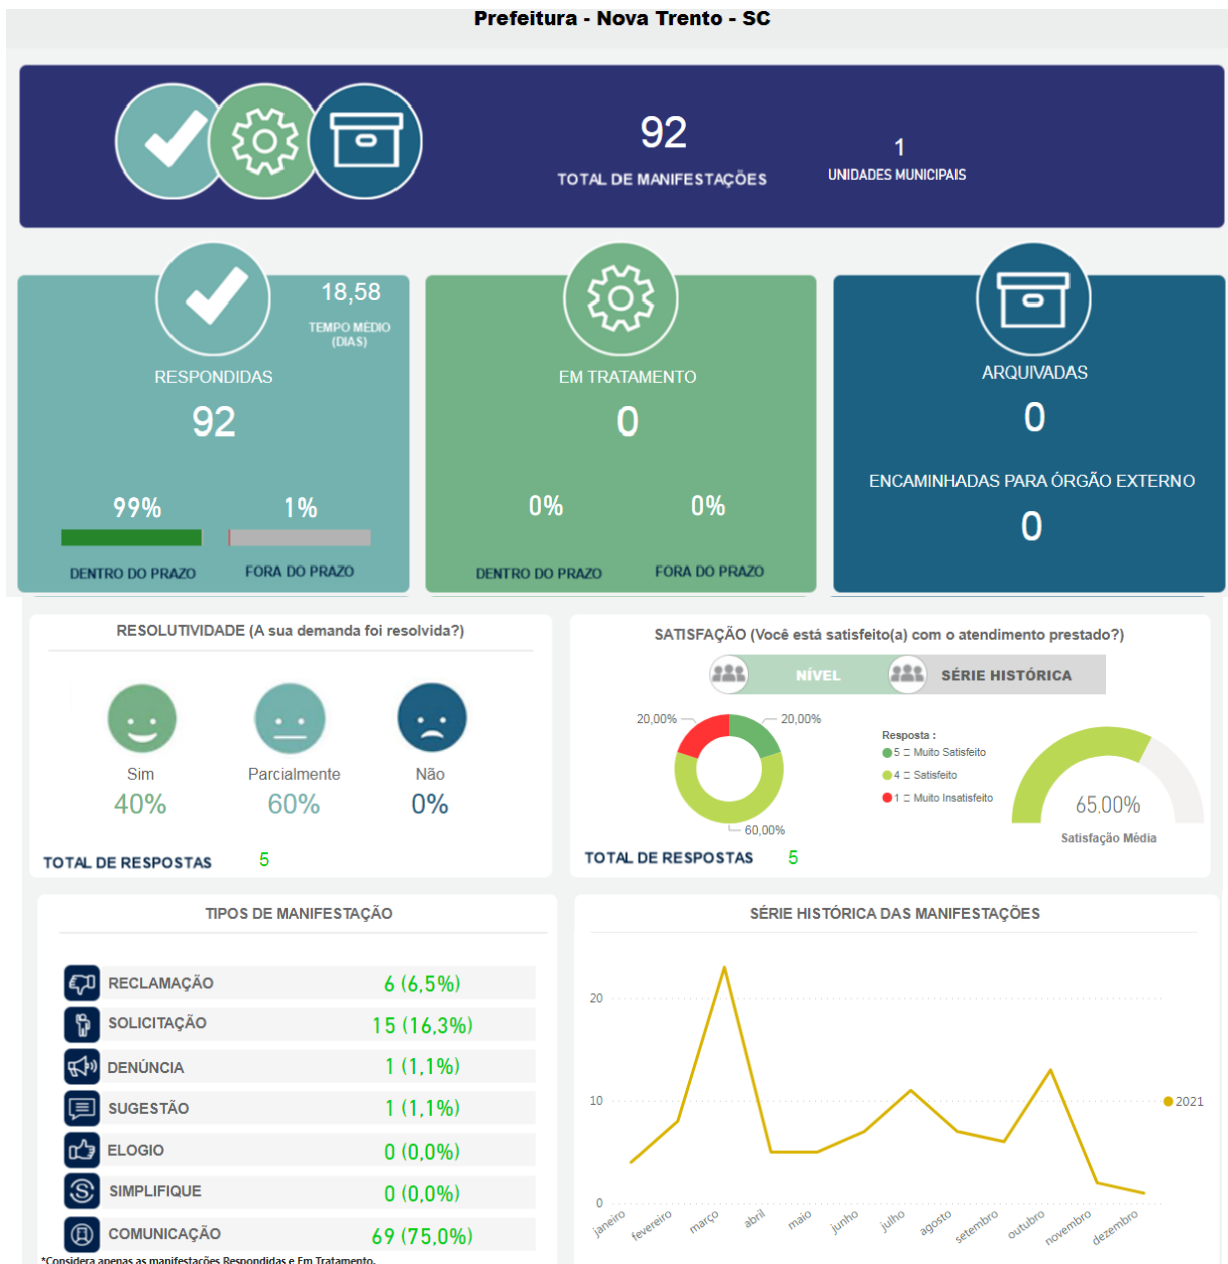 Prefeitura - Nova Trento - SC
92
TOTAL DE MANIFESTAÇÕES
1
UNIDADES MUNICIPAIS
18,58
TEMPO MÉDIO
(DIAS)
RESPONDIDAS
92
99%
1%
DENTRO DO PRAZO
FORA DO PRAZO
EM TRATAMENTO
0
0%
0%
DENTRO DO PRAZO
FORA DO PRAZO
ARQUIVADAS
0
ENCAMINHADAS PARA ÓRGÃO EXTERNO
0
RESOLUTIVIDADE (A sua demanda foi resolvida?)
Sim
Parcialmente
Não
40%
60%
0%
TOTAL DE RESPOSTAS 5
SATISFAÇÃO (Você está satisfeito(a) com o atendimento prestado?)
NÍVEL
SÉRIE HISTÓRICA
20,00%
20,00%
60,00%
Resposta :
5 □ Muito Satisfeito
4 □ Satisfeito
1 □ Muito Insatisfeito
65,00%
Satisfação Média
TOTAL DE RESPOSTAS 5
TIPOS DE MANIFESTAÇÃO
RECLAMAÇÃO 6 (6,5%)
SOLICITAÇÃO 15 (16,3%)
DENÚNCIA 1 (1,1%)
SUGESTÃO 1 (1,1%)
ELOGIO 0 (0,0%)
SIMPLIFIQUE 0 (0,0%)
COMUNICAÇÃO 69 (75,0%)
*Considera apenas as manifestações Respondidas e Em Tratamento.
SÉRIE HISTÓRICA DAS MANIFESTAÇÕES
20
10
0
2021
janeiro
fevereiro
março
abril
maio
junho
julho
agosto
setembro
outubro
novembro
dezembro